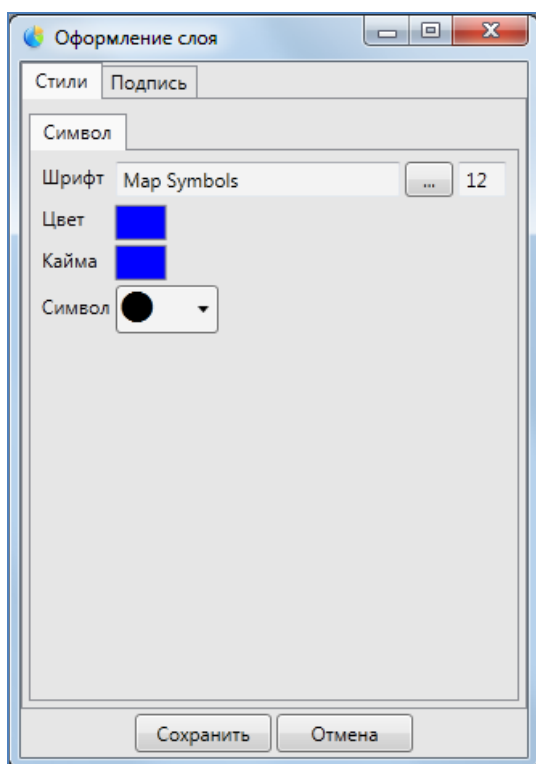 Оформление слоя
Стили Подпись
Символ
Шрифт Map Symbols ... 12
Цвет
Кайма
Символ
Сохранить Отмена